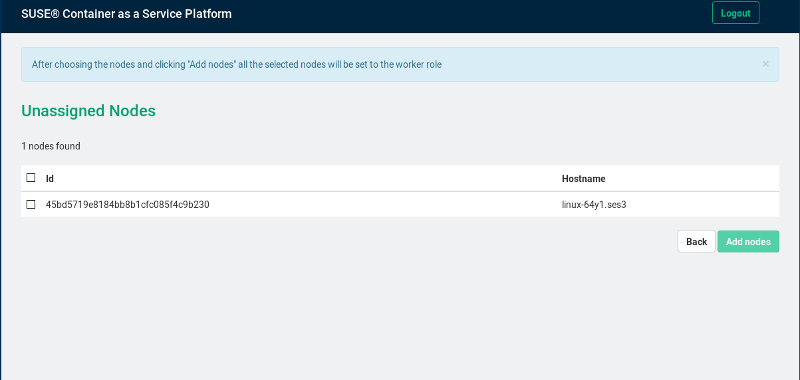 SUSE® Container as a Service Platform
Logout
After choosing the nodes and clicking "Add nodes" all the selected nodes will be set to the worker role
×
Unassigned Nodes
1 nodes found
Id Hostname
45bd5719e8184bb8b1cfc085f4c9b230 linux-64y1.ses3
Back Add nodes